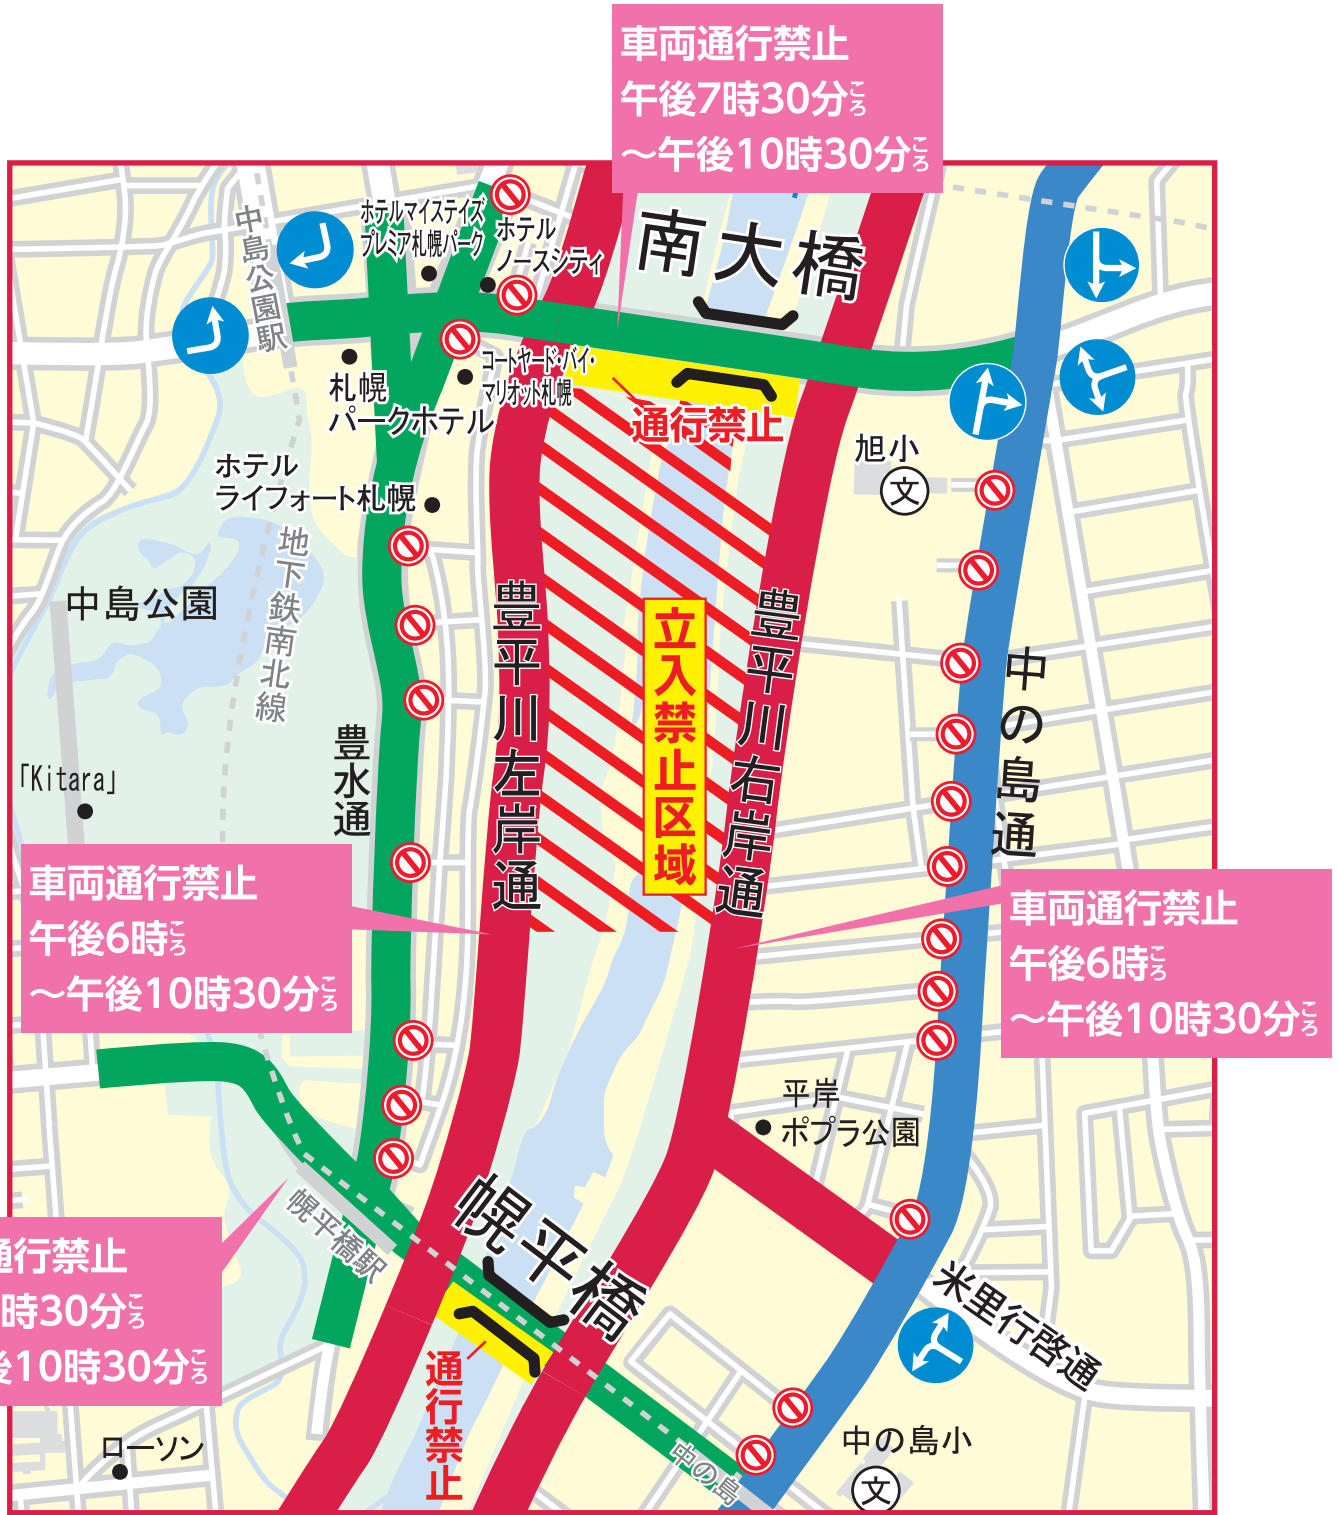 車両通行禁止
午後7時30分ころ
～午後10時30分ころ
中島公園駅
ホテルマイステイズ
プレミア札幌パーク
ホテル
ノースシティ
南大橋
コートヤード・バイ・
マリオット札幌
札幌
パークホテル
通行禁止
旭小
文
ホテル
ライフォート札幌
地下鉄南北線
中島公園
豊平川左岸通
立入禁止区域
豊平川右岸通
中の島通
「Kitara」
豊水通
車両通行禁止
午後6時ころ
～午後10時30分ころ
車両通行禁止
午後6時ころ
～午後10時30分ころ
平岸
ポプラ公園
幌平橋
幌平橋駅
通行禁止
時30分ころ
後10時30分ころ
米里行啓通
通行禁止
中の島
中の島小
文
ローソン